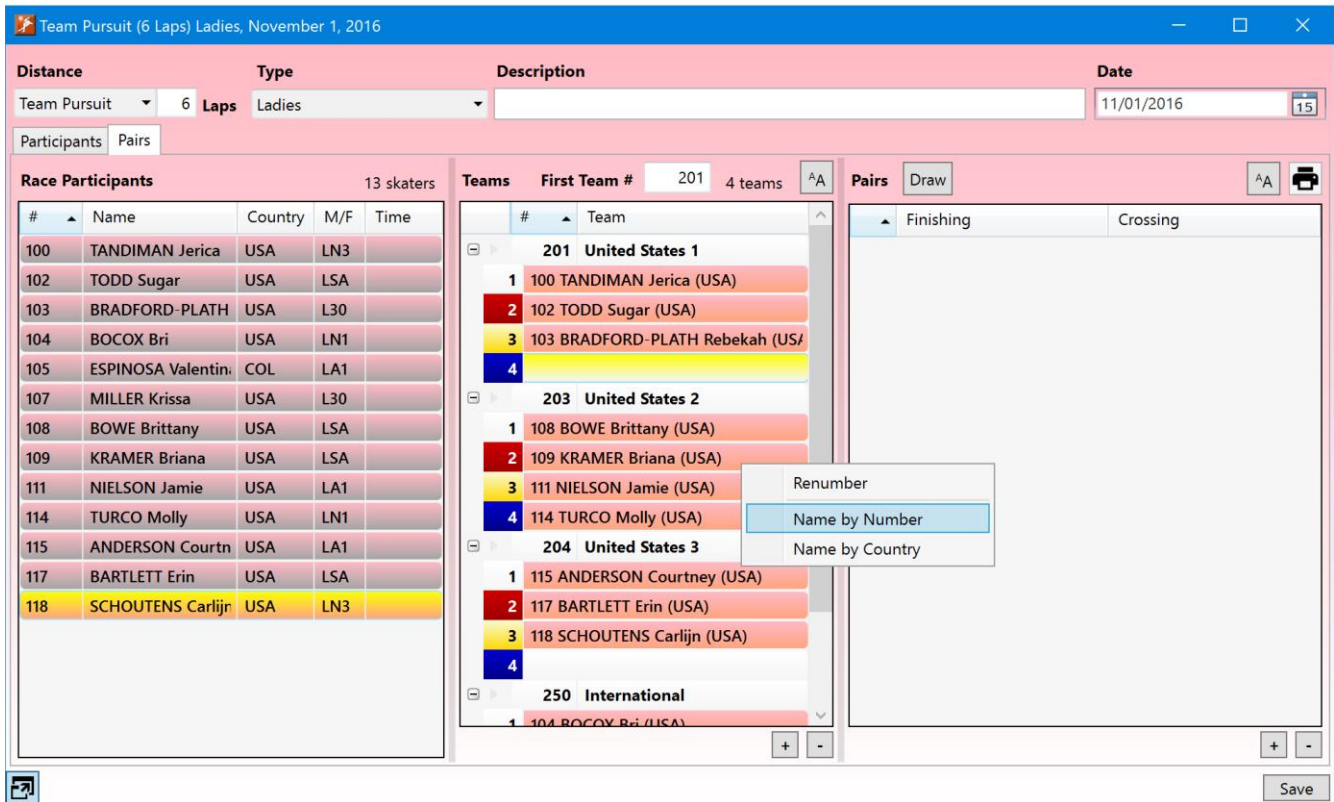 Team Pursuit (6 Laps) Ladies, November 1, 2016
Distance Type Description Date
Team Pursuit 6 Laps Ladies 11/01/2016 15
Participants Pairs
Race Participants 13 skaters
# Name Country M/F Time
100 TANDIMAN Jerica USA LN3
102 TODD Sugar USA LSA
103 BRADFORD-PLATH USA L30
104 BOCOX Bri USA LN1
105 ESPINOSA Valentina COL LA1
107 MILLER Krissa USA L30
108 BOWE Brittany USA LSA
109 KRAMER Briana USA LSA
111 NIELSON Jamie USA LA1
114 TURCO Molly USA LN1
115 ANDERSON Courtn USA LA1
117 BARTLETT Erin USA LSA
118 SCHOUTENS Carlijn USA LN3
Teams First Team # 201 4 teams AA
# Team
201 United States 1
1 100 TANDIMAN Jerica (USA)
2 102 TODD Sugar (USA)
3 103 BRADFORD-PLATH Rebekah (USA
4
203 United States 2
1 108 BOWE Brittany (USA)
2 109 KRAMER Briana (USA)
3 111 NIELSON Jamie (USA)
4 114 TURCO Molly (USA)
204 United States 3
1 115 ANDERSON Courtney (USA)
2 117 BARTLETT Erin (USA)
3 118 SCHOUTENS Carlijn (USA)
4
250 International
1 104 BOCOX Bri (USA)
+ -
Renumber
Name by Number
Name by Country
Pairs Draw AA
Finishing Crossing
+ -
Save